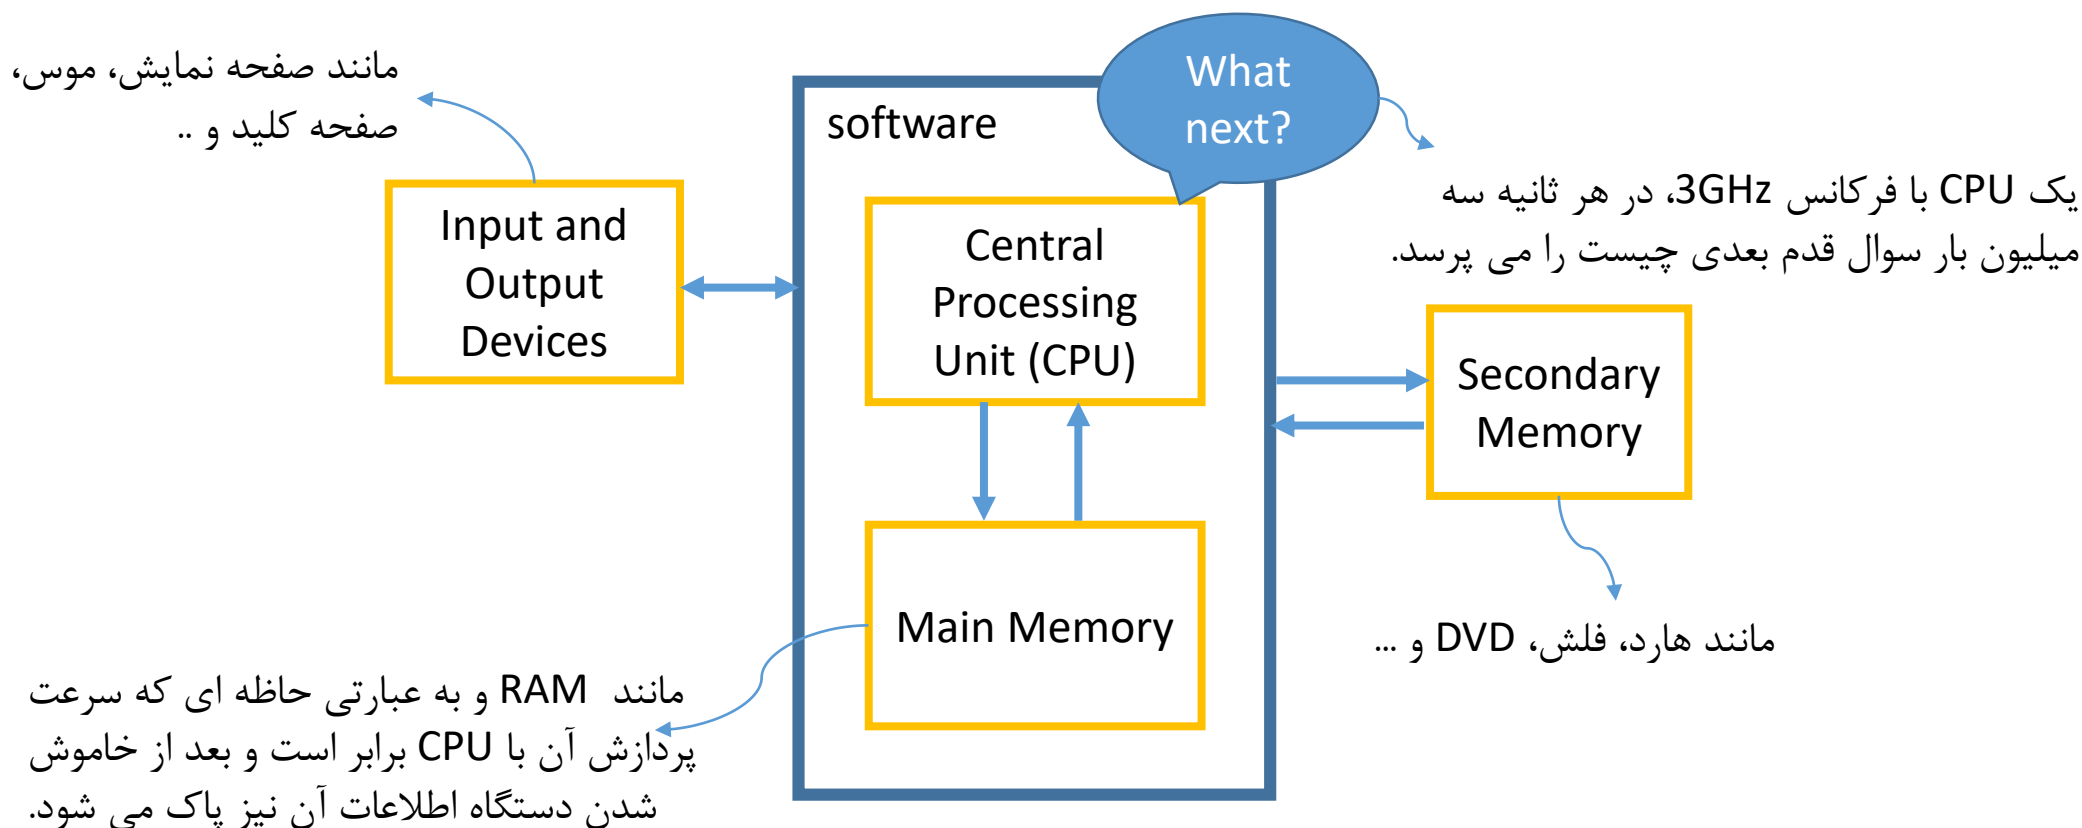 مانند صفحه نمایش، موس،
صفحه کلید و ..
Input and
Output
Devices
software
What
next?
Central
Processing
Unit (CPU)
Main Memory
یک CPU با فرکانس 3GHz، در هر ثانیه سه
میلیون بار سوال قدم بعدی چیست را می پرسد.
Secondary
Memory
مانند هارد، فلش، DVD و ...
مانند RAM و به عبارتی حاظه ای که سرعت
پردازش آن با CPU برابر است و بعد از خاموش
شدن دستگاه اطلاعات آن نیز پاک می شود.